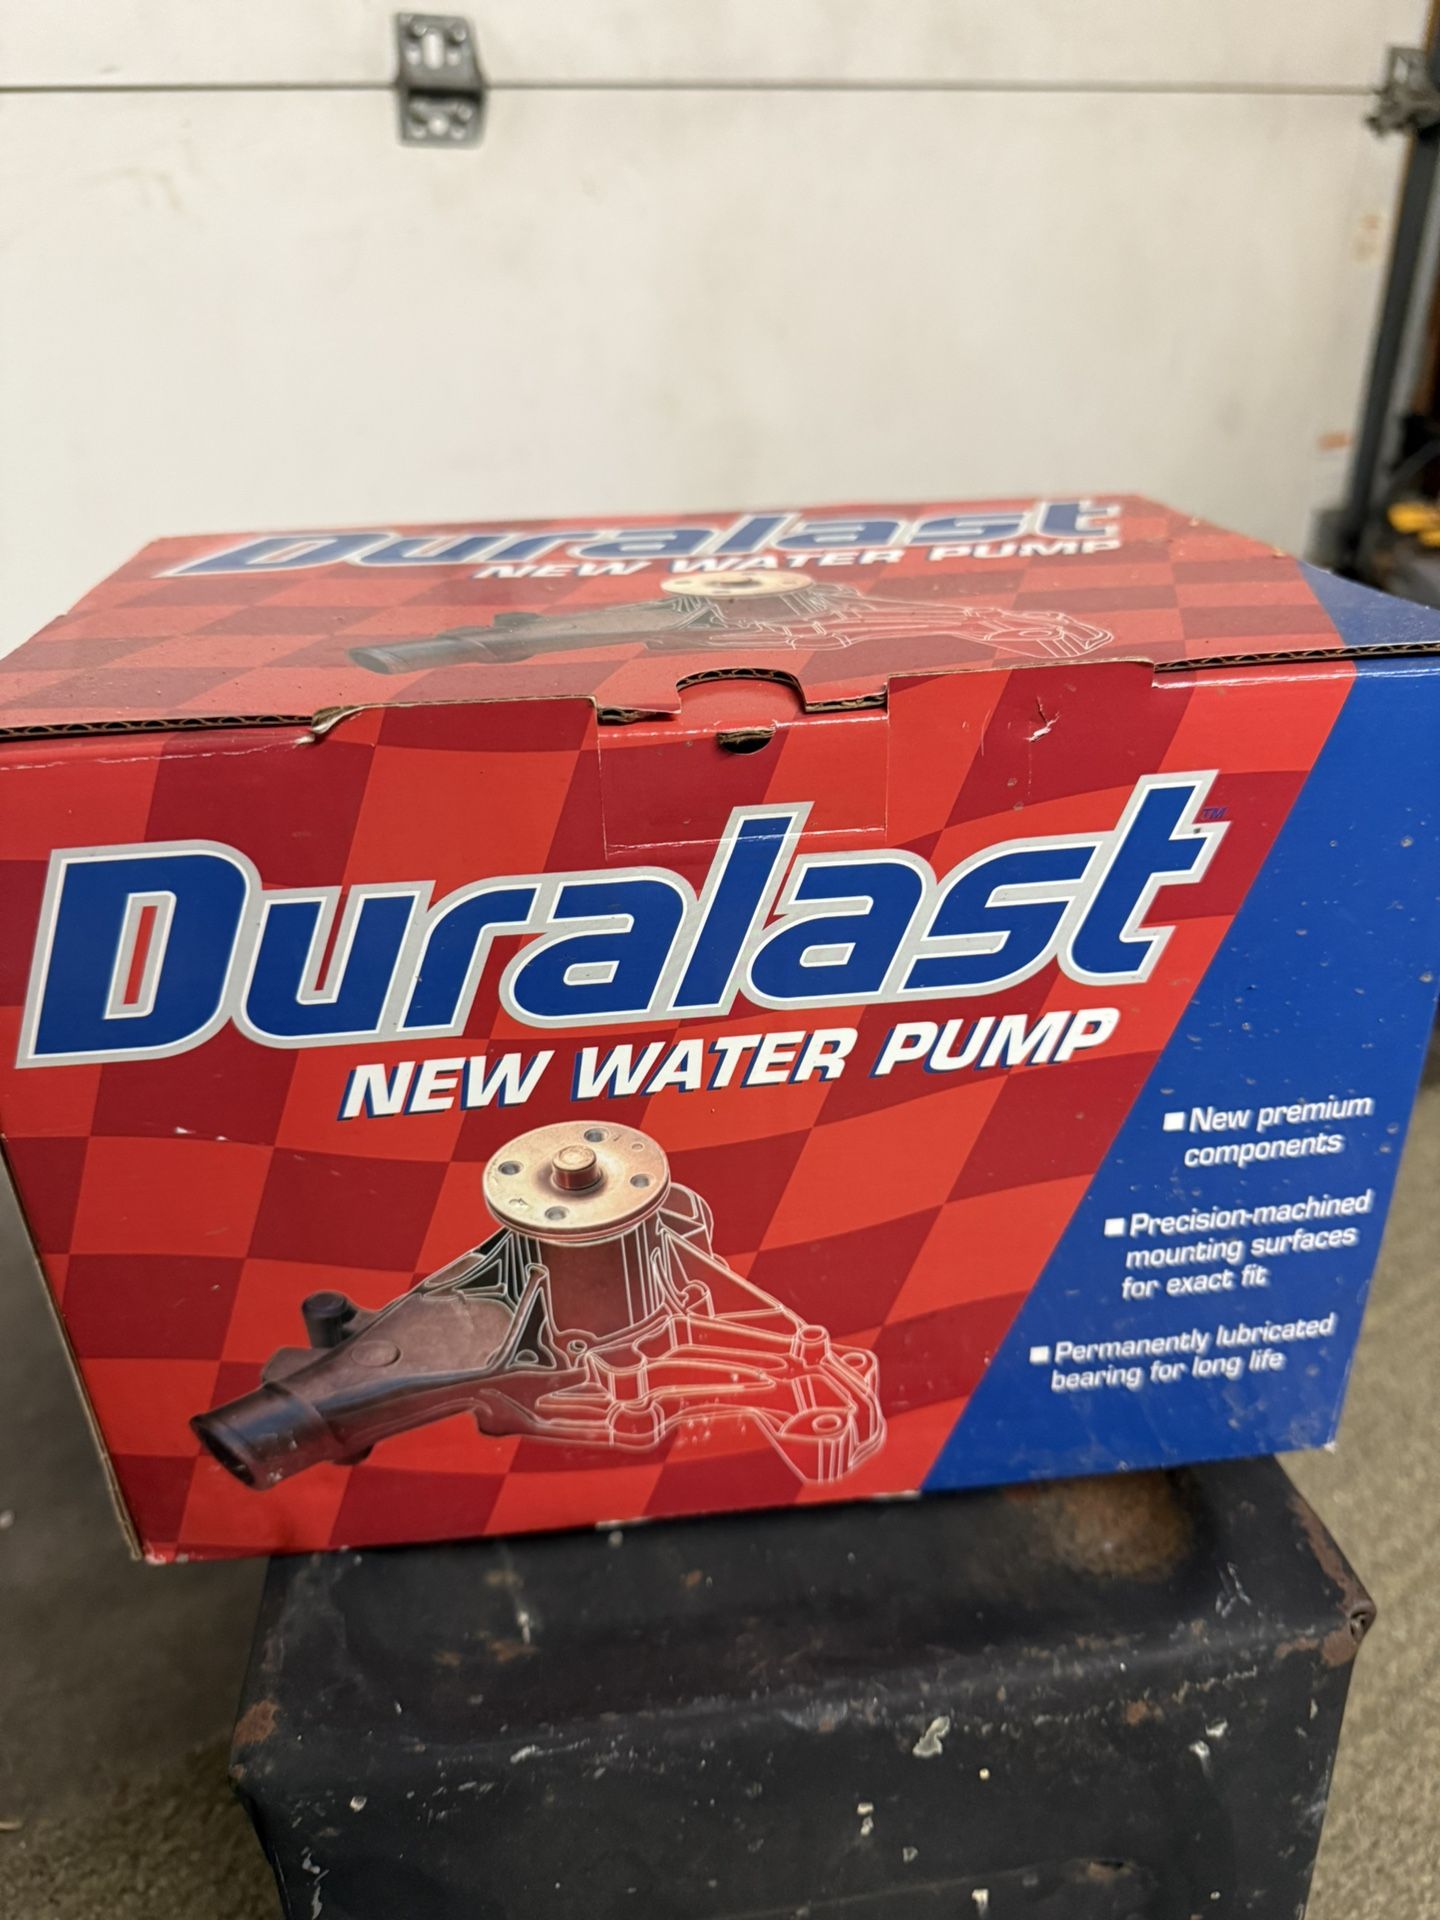 Duralast
NEW WATER PUMP
Duralast™
NEW WATER PUMP
■ New premium
components
■ Precision-machined
mounting surfaces
for exact fit
■ Permanently lubricated
bearing for long life